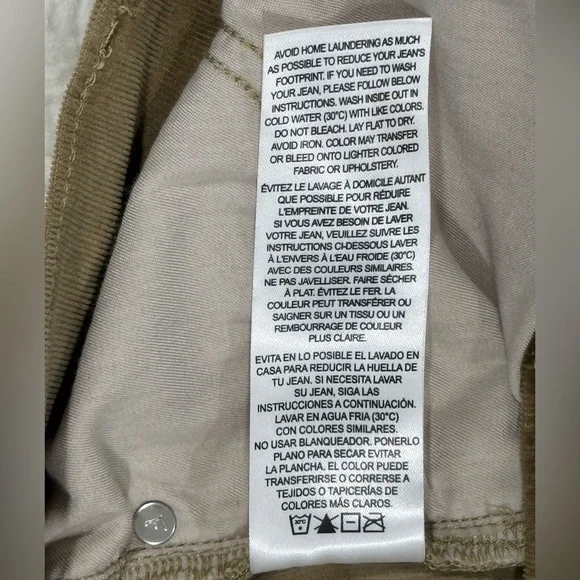 AVOID HOME LAUNDERING AS MUCH
AS POSSIBLE TO REDUCE YOUR JEAN'S
FOOTPRINT. IF YOU NEED TO WASH
YOUR JEAN, PLEASE FOLLOW BELOW
INSTRUCTIONS. WASH INSIDE OUT IN
COLD WATER (30°C) WITH LIKE COLORS.
DO NOT BLEACH. LAY FLAT TO DRY.
AVOID IRON. COLOR MAY TRANSFER
OR BLEED ONTO LIGHTER COLORED
FABRIC OR UPHOLSTERY.
ÉVITEZ LE LAVAGE À DOMICILE AUTANT
QUE POSSIBLE POUR RÉDUIRE
L'EMPREINTE DE VOTRE JEAN.
SI VOUS AVEZ BESOIN DE LAVER
VOTRE JEAN, VEUILLEZ SUIVRE LES
INSTRUCTIONS CI-DESSOUS LAVER
À L'ENVERS À L'EAU FROIDE (30°C)
AVEC DES COULEURS SIMILAIRES.
NE PAS JAVELLISER. FAIRE SÉCHER
À PLAT. ÉVITEZ LE FER. LA
COULEUR PEUT TRANSFÉRER OU
SAIGNER SUR UN TISSU OU UN
REMBOURRAGE DE COULEUR
PLUS CLAIRE.
EVITA EN LO POSIBLE EL LAVADO EN
CASA PARA REDUCIR LA HUELLA DE
TU JEAN. SI NECESITA LAVAR
SU JEAN, SIGA LAS
INSTRUCCIONES A CONTINUACIÓN.
LAVAR EN AGUA FRIA (30°C)
CON COLORES SIMILARES.
NO USAR BLANQUEADOR. PONERLO
PLANO PARA SECAR EVITAR
LA PLANCHA. EL COLOR PUEDE
TRANSFERIRSE O CORRERSE A
TEJIDOS O TAPICERÍAS DE
COLORES MÁS CLAROS.
30°C